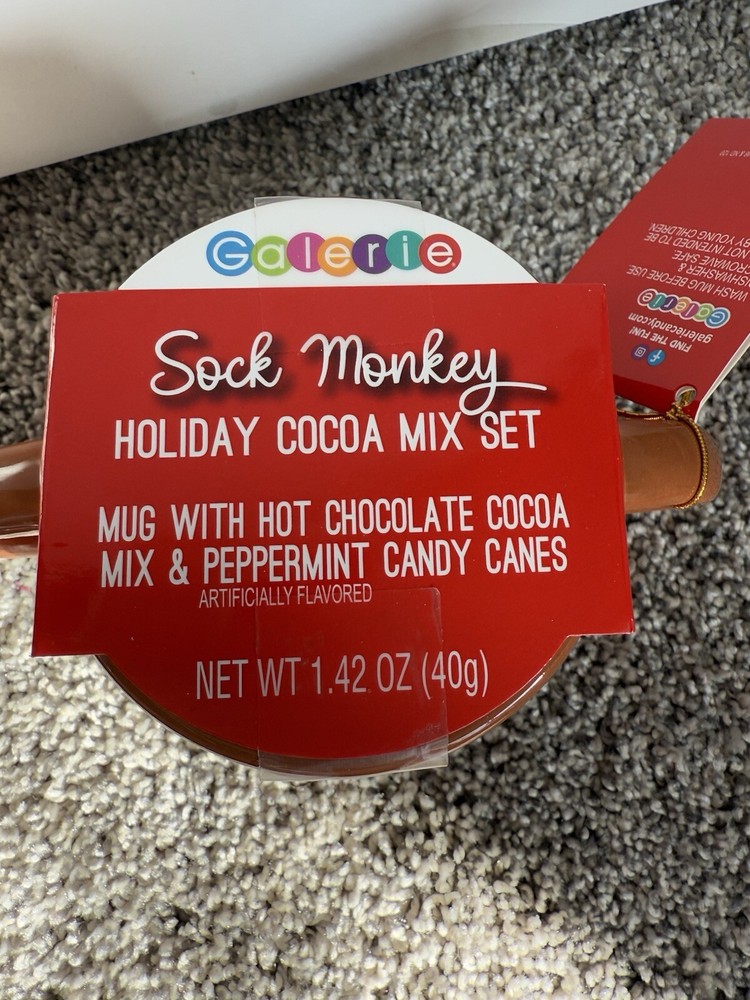 Galerie
Sock Monkey
HOLIDAY COCOA MIX SET
MUG WITH HOT CHOCOLATE COCOA
MIX & PEPPERMINT CANDY CANES
ARTIFICIALLY FLAVORED
NET WT 1.42 OZ (40g)
FIND THE FUN!
galeriecandy.com
Galerie
WASH MUG BEFORE USE
SHWASHER &
ROWAVE SAFE.
NOT INTENDED TO BE
Y YOUNG CHILDREN.